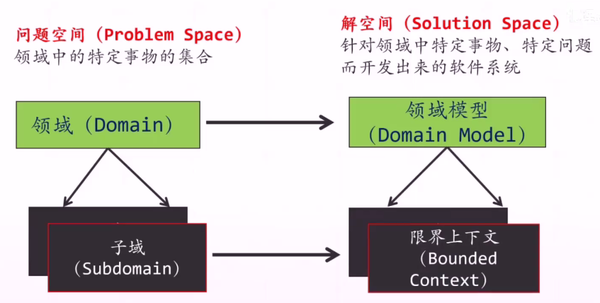 问题空间（Problem Space）
领域中的特定事物的集合
解空间（Solution Space）
针对领域中特定事物、特定问题
而开发出来的软件系统
领域（Domain）
领域模型
（Domain Model）
子域
（Subdomain）
限界上下文
（Bounded
Context）